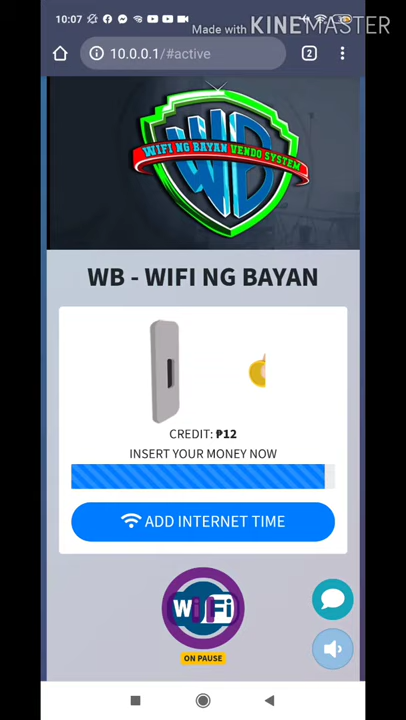 10:07
Made with KINEMASTER
10.0.0.1/#active
2
WB
WIFI NG BAYAN VENDO SYSTEM
WB - WIFI NG BAYAN
CREDIT: ₱12
INSERT YOUR MONEY NOW
ADD INTERNET TIME
WiFi
ON PAUSE